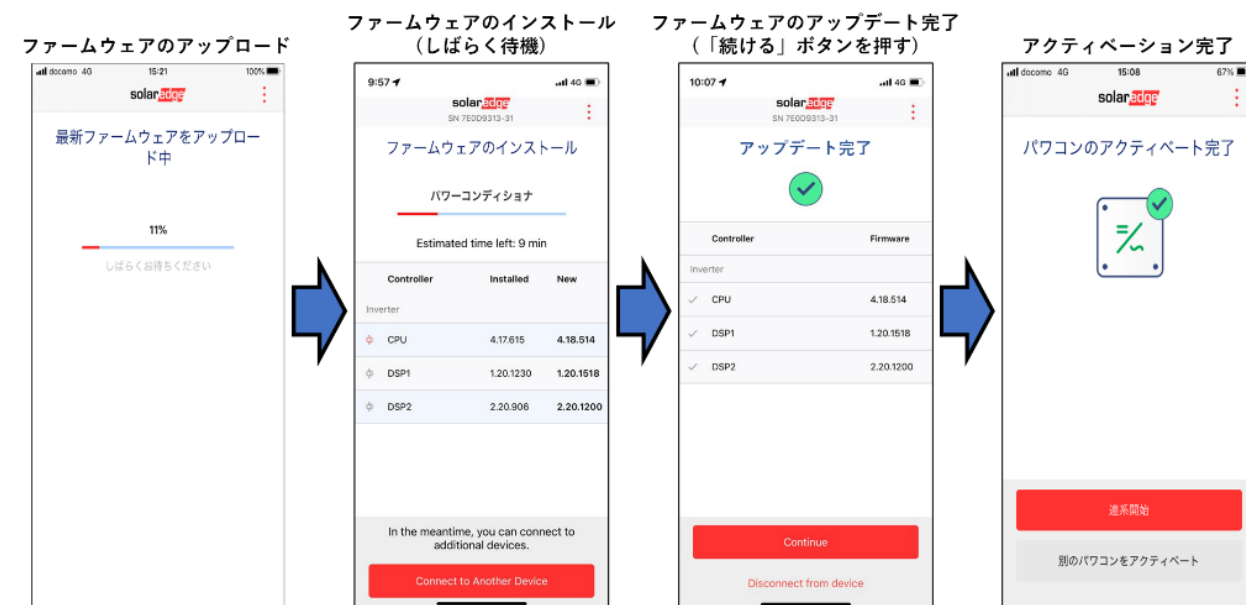 ファームウェアのアップロード
docomo 4G 15:21 100%
solaredge
最新ファームウェアをアップロー
ド中
11%
しばらくお待ちください
ファームウェアのインストール
(しばらく待機)
9:57 4G
solaredge
SN 7E0D9313-31
ファームウェアのインストール
パワーコンディショナ
Estimated time left: 9 min
Controller Installed New
Inverter
CPU 4.17.615 4.18.514
DSP1 1.20.1230 1.20.1518
DSP2 2.20.906 2.20.1200
In the meantime, you can connect to
additional devices.
Connect to Another Device
ファームウェアのアップデート完了
(「続ける」ボタンを押す)
10:07 4G
solaredge
SN 7E0D9313-31
アップデート完了
Controller Firmware
Inverter
CPU 4.18.514
DSP1 1.20.1518
DSP2 2.20.1200
Continue
Disconnect from device
アクティベーション完了
docomo 4G 15:08 67%
solaredge
パワコンのアクティベート完了
連系開始
別のパワコンをアクティベート